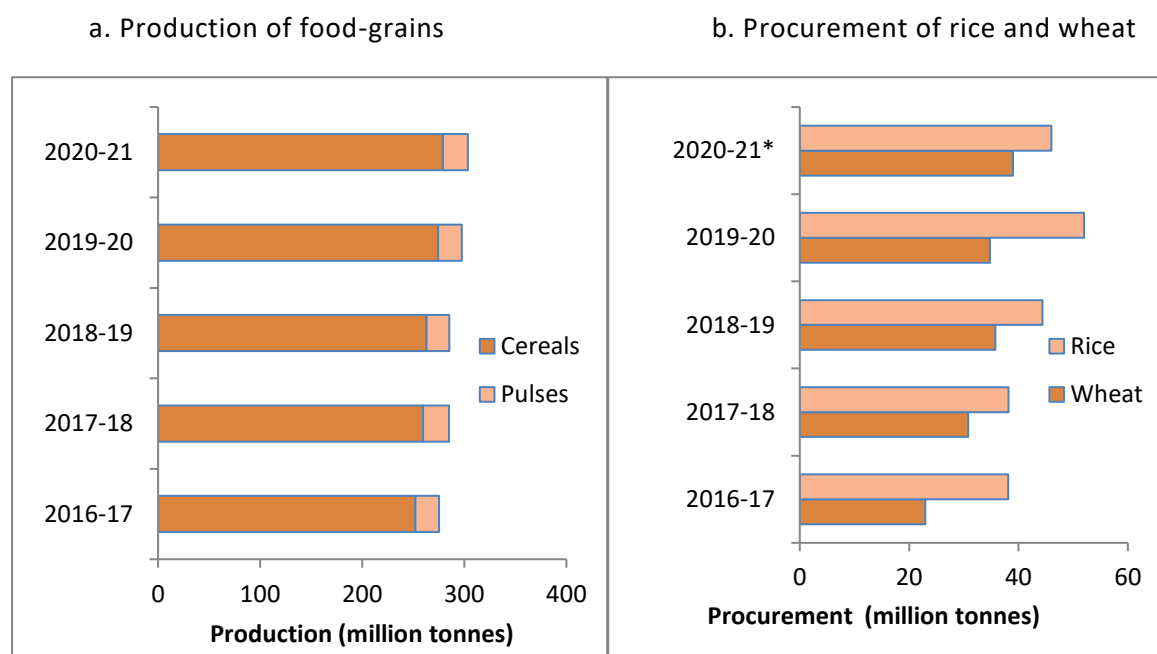 a. Production of food-grains
2020-21
2019-20
2018-19
2017-18
2016-17
Cereals
Pulses
0 100 200 300 400
Production (million tonnes)
b. Procurement of rice and wheat
2020-21*
2019-20
2018-19
2017-18
2016-17
Rice
Wheat
0 20 40 60
Procurement (million tonnes)